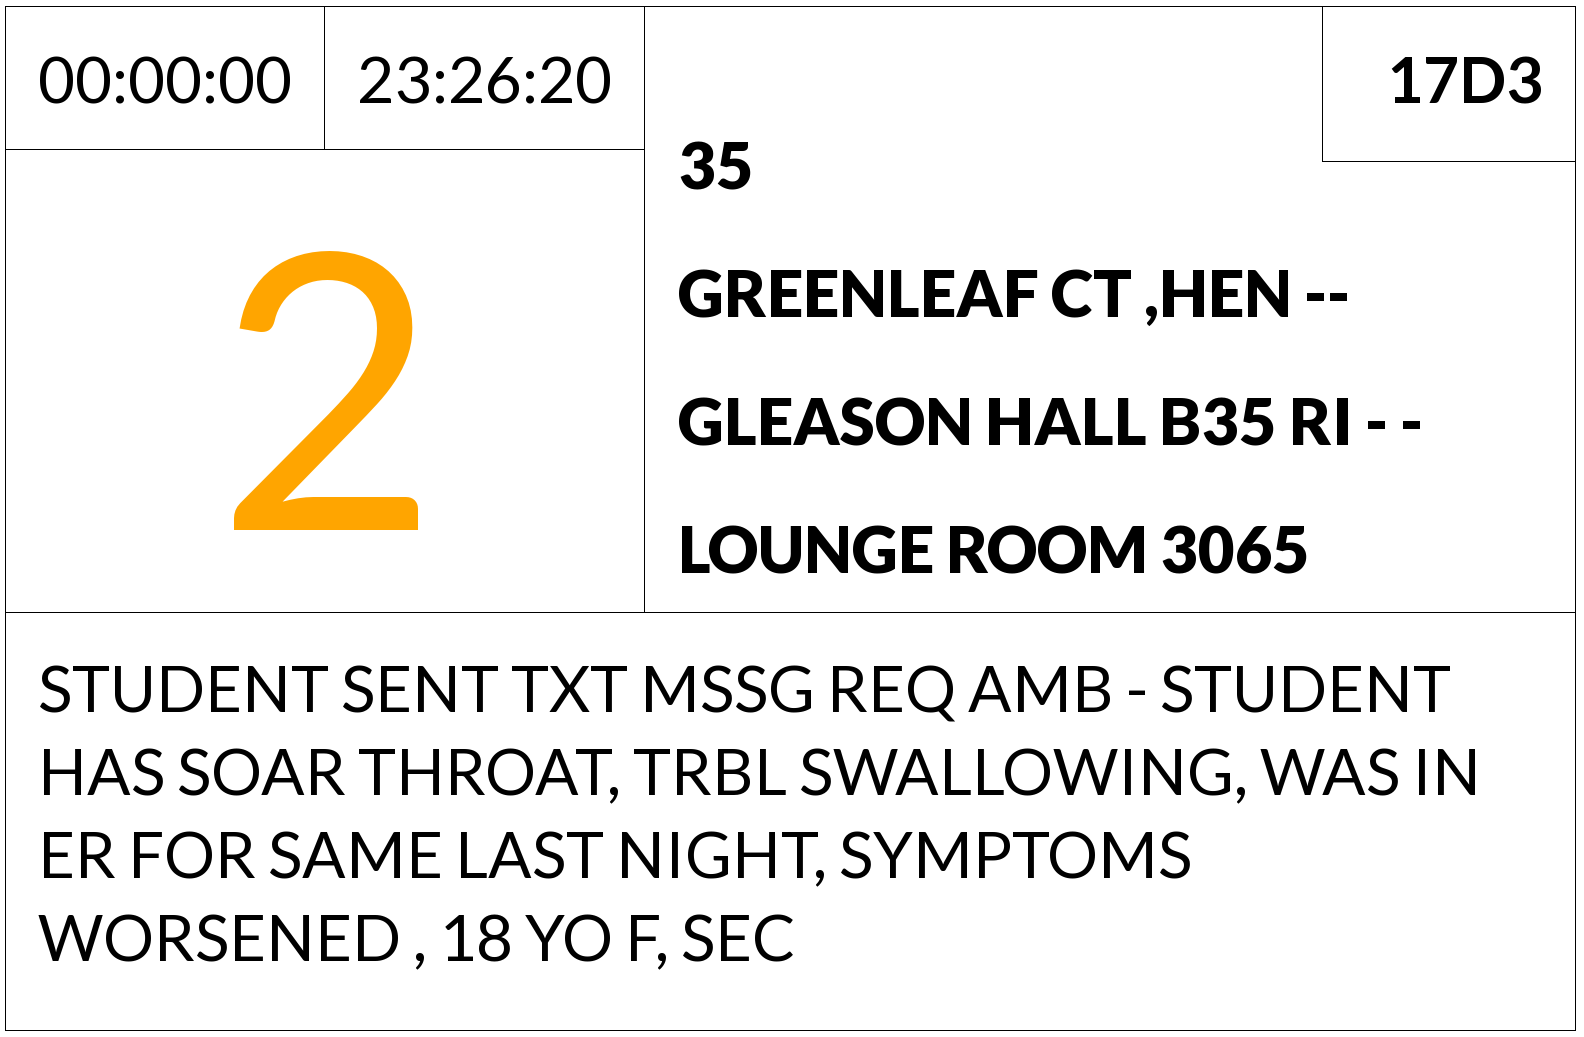 00:00:00
23:26:20
17D3
2
35
GREENLEAF CT ,HEN --
GLEASON HALL B35 RI - -
LOUNGE ROOM 3065
STUDENT SENT TXT MSSG REQ AMB - STUDENT
HAS SOAR THROAT, TRBL SWALLOWING, WAS IN
ER FOR SAME LAST NIGHT, SYMPTOMS
WORSENED , 18 YO F, SEC